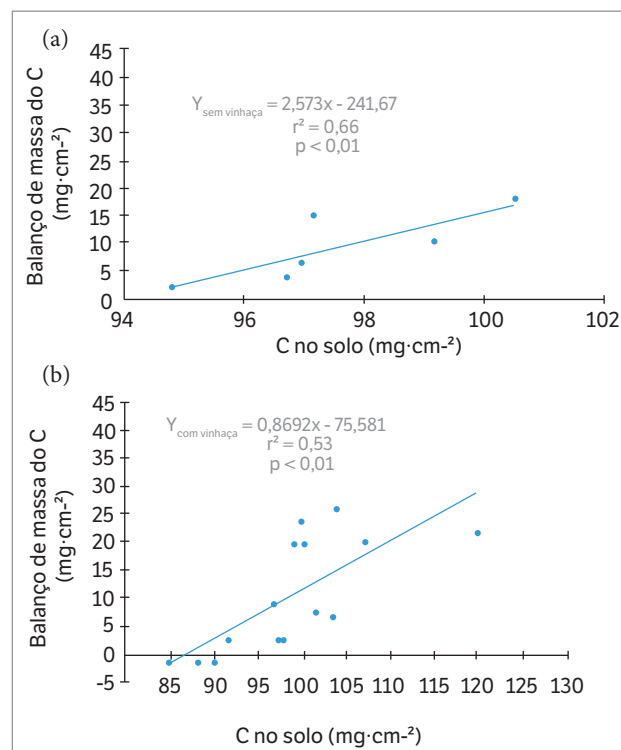 (a)
Balanço de massa do C
(mg·cm-²)
45
40
35
30
25
20
15
10
5
0
Y sem vinhaça = 2,573x - 241,67
r² = 0,66
p < 0,01
94 96 98 100 102
C no solo (mg·cm-²)
(b)
Balanço de massa do C
(mg·cm-²)
45
40
35
30
25
20
15
10
5
0
-5
Y com vinhaça = 0,8692x - 75,581
r² = 0,53
p < 0,01
85 90 95 100 105 110 115 120 125 130
C no solo (mg·cm-²)